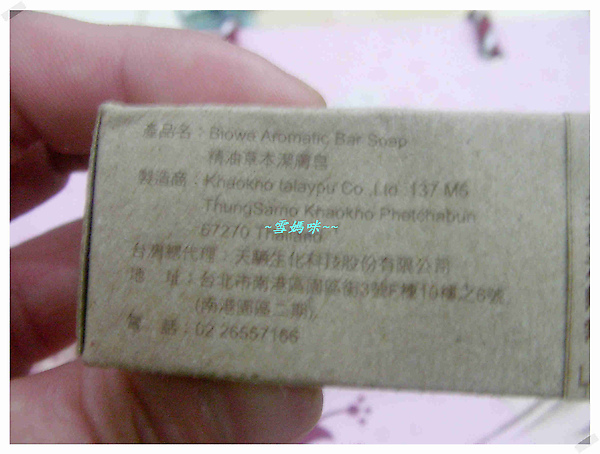 產品名：Biowa Aromatic Bar Soap
精油草本潔膚皂
製造商：Khaokho talaypu Co.,Ltd. 137 M5
ThungSamo Khaokho Phetchabun
67270 Thailand
~雪媽咪~~
台灣總代理：天驕生化科技股份有限公司
地 址：台北市南港區園區街3號F棟10樓之6號
(南港園區二期)
電 話：02 26557166